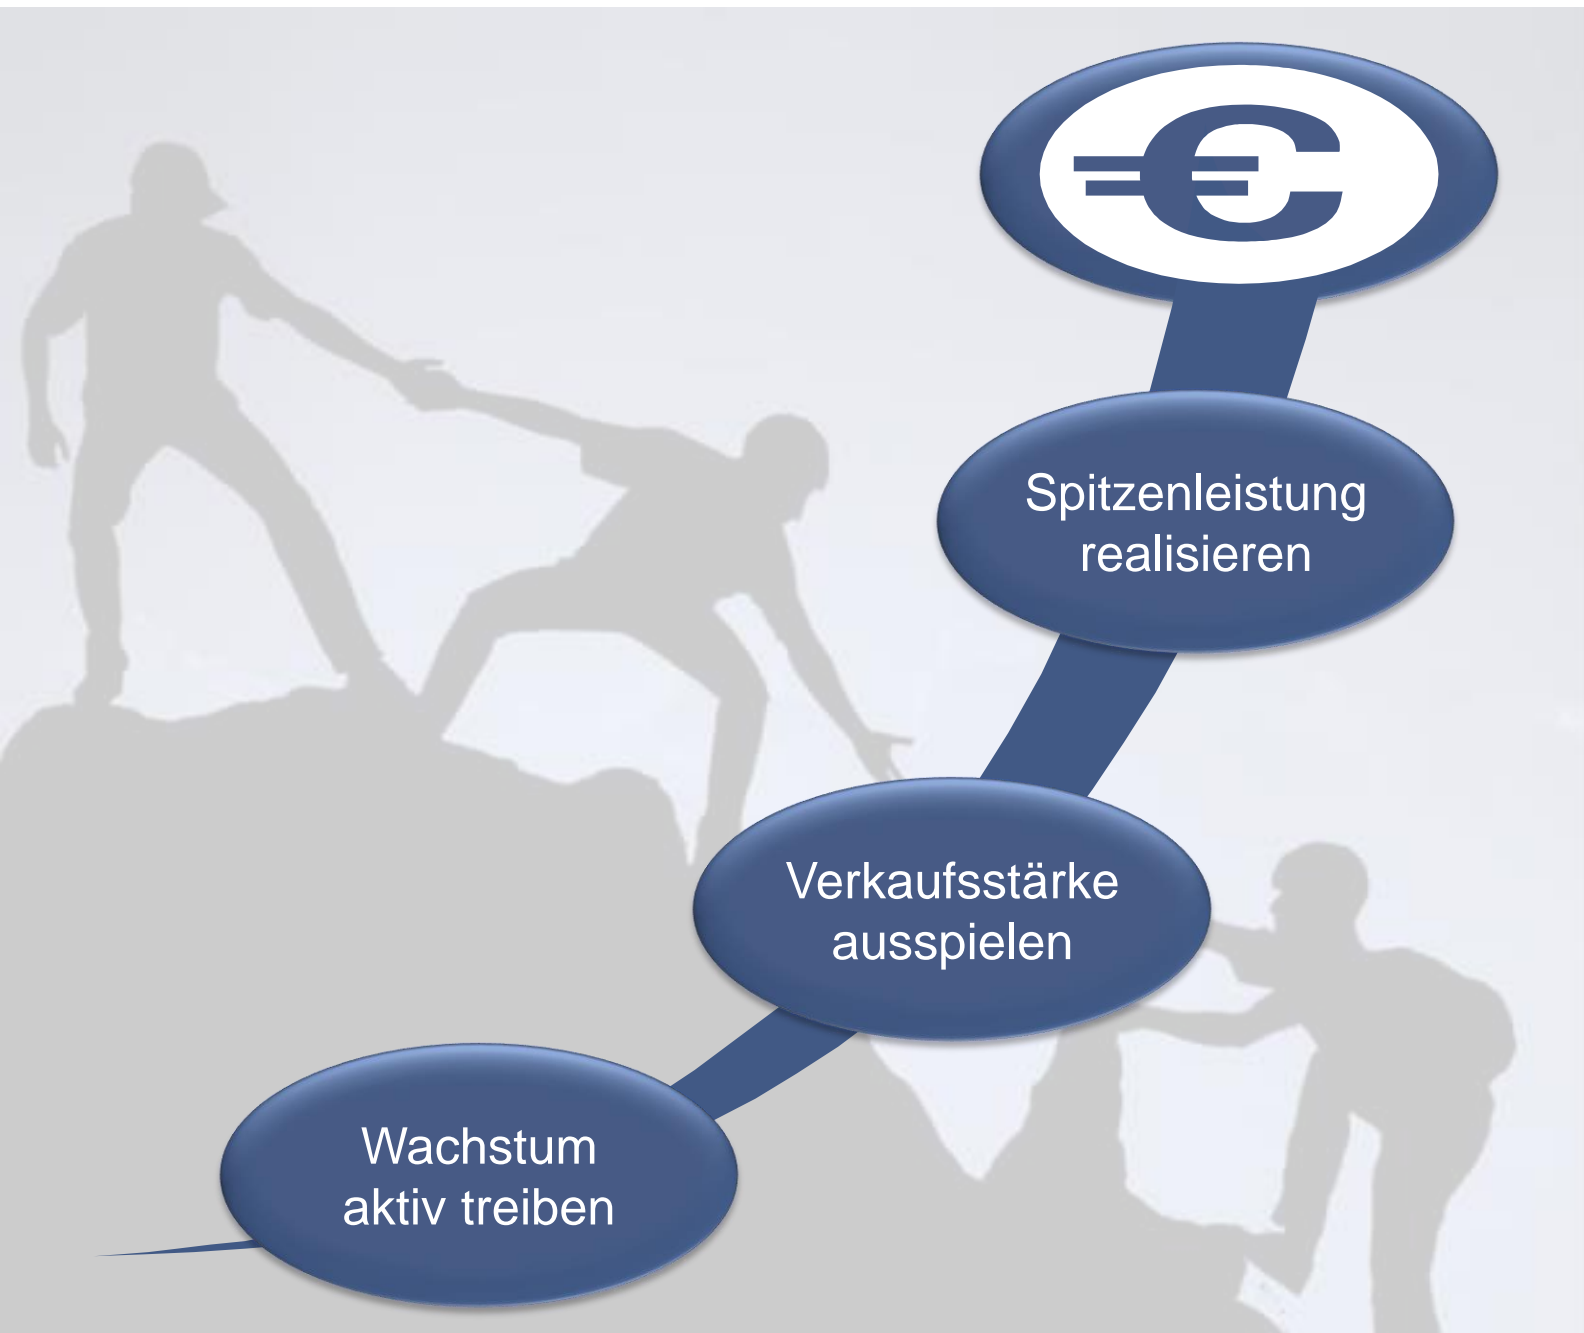 €
Spitzenleistung
realisieren
Verkaufsstärke
ausspielen
Wachstum
aktiv treiben